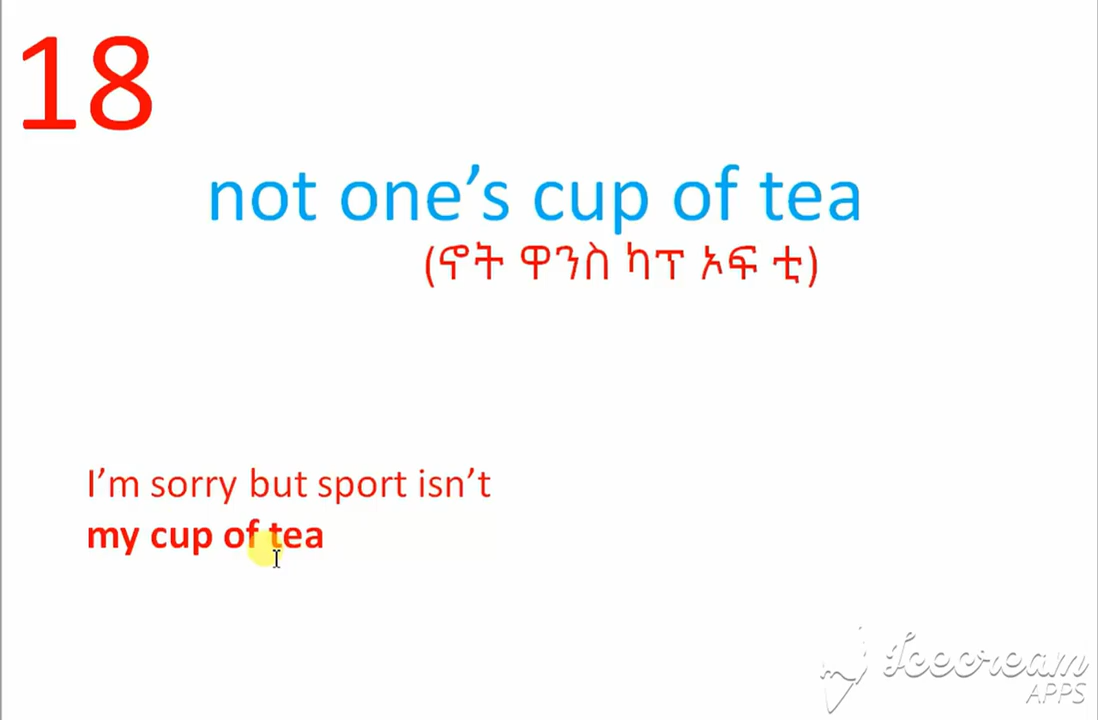 18
not one’s cup of tea
(ኖት ዋንስ ካፕ ኦፍ ቲ)
I’m sorry but sport isn’t
my cup of tea
Icecream
APPS